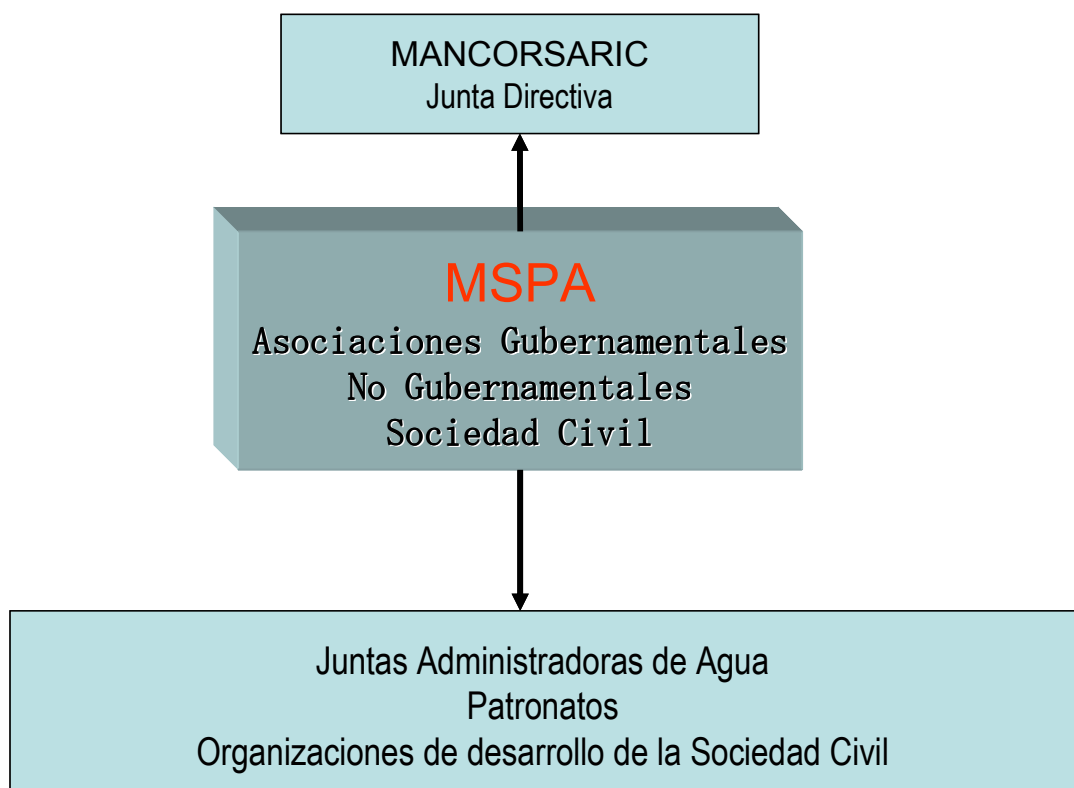 MANCORSARIC
Junta Directiva
MSPA
Asociaciones Gubernamentales
No Gubernamentales
Sociedad Civil
Juntas Administradoras de Agua
Patronatos
Organizaciones de desarrollo de la Sociedad Civil